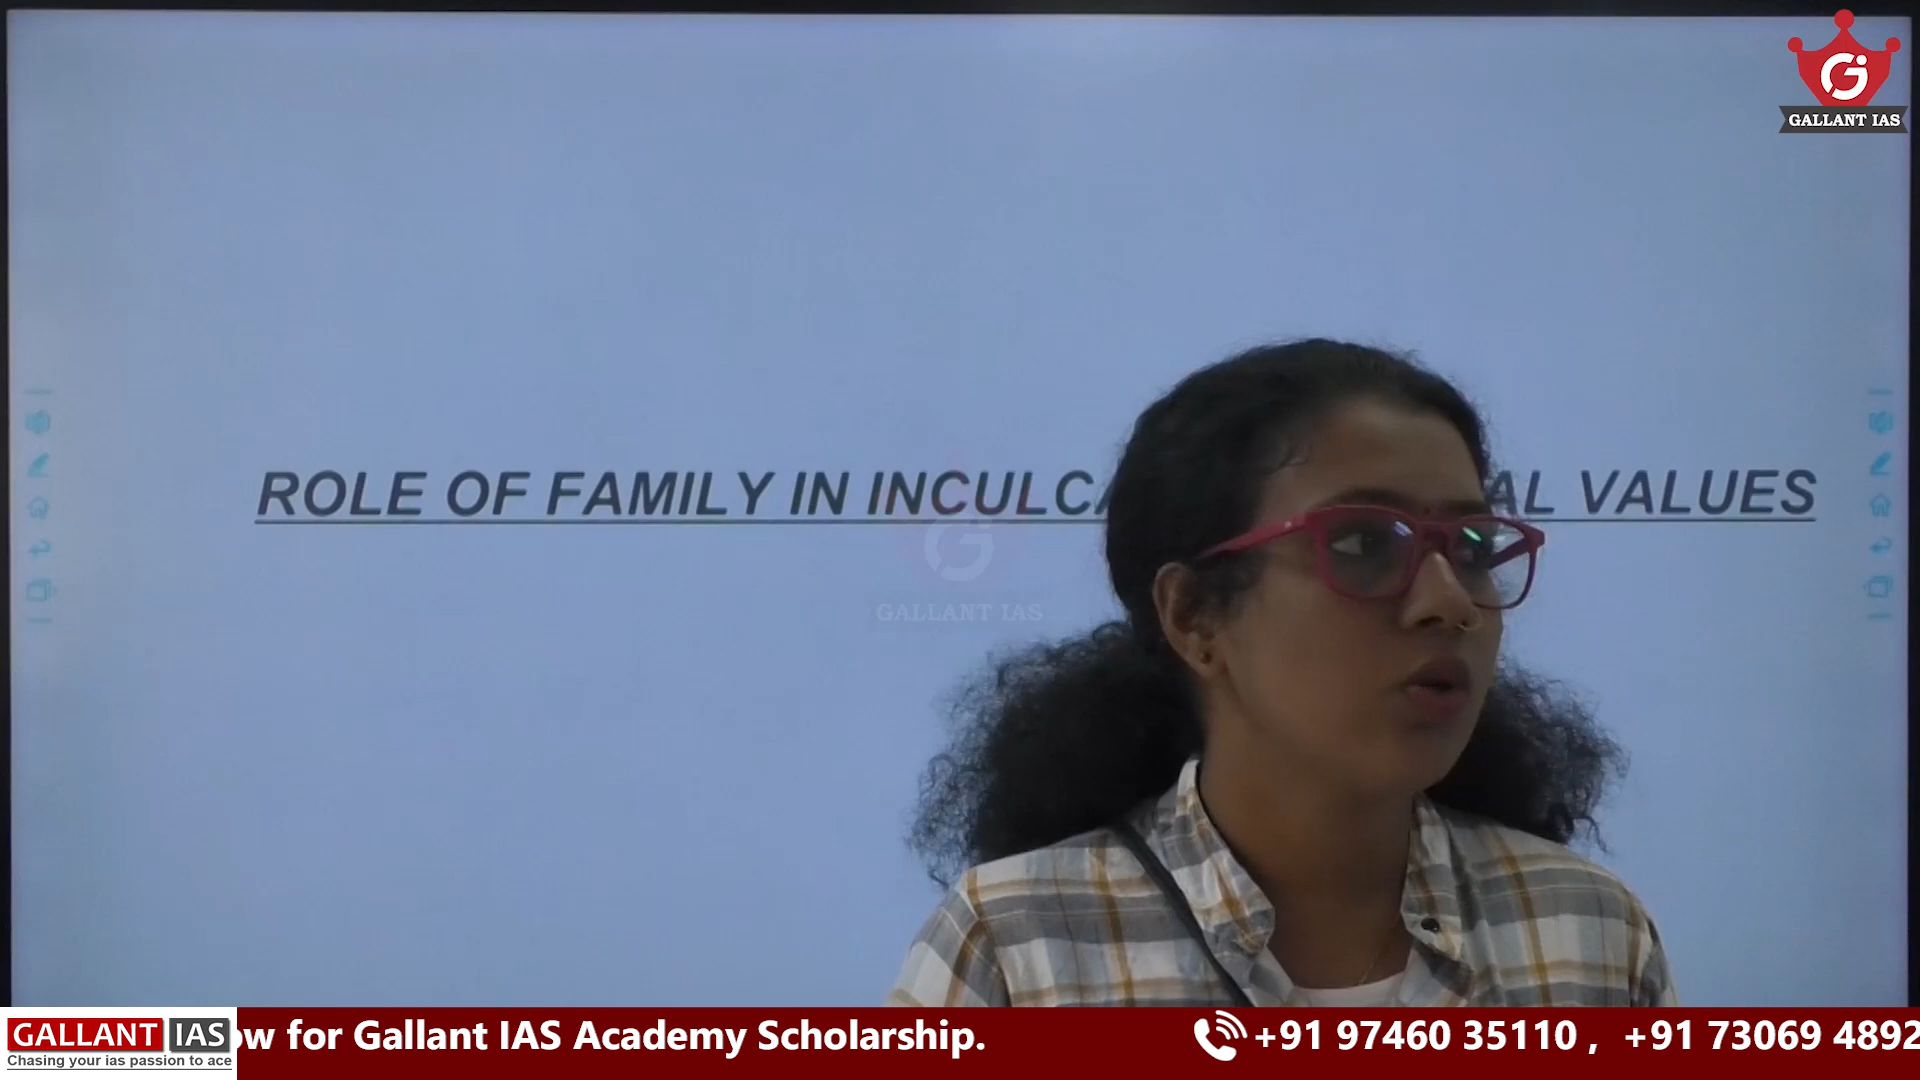 GALLANT IAS
ROLE OF FAMILY IN INCULCA AL VALUES
GALLANT IAS
GALLANT IAS
Chasing your ias passion to ace
ow for Gallant IAS Academy Scholarship.
+91 97460 35110 , +91 73069 4892